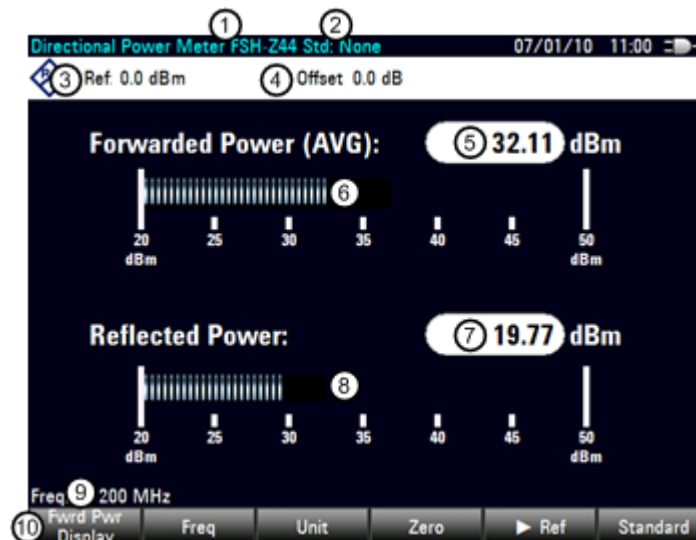 1 2
Directional Power Meter FSH-Z44 Std: None 07/01/10 11:00
3 Ref: 0.0 dBm 4 Offset 0.0 dB
Forwarded Power (AVG): 5 32.11 dBm
6
20 25 30 35 40 45 50
dBm dBm
Reflected Power: 7 19.77 dBm
8
20 25 30 35 40 45 50
dBm dBm
Freq: 9 200 MHz
10 Fwrd Pwr Display Freq Unit Zero ► Ref Standard